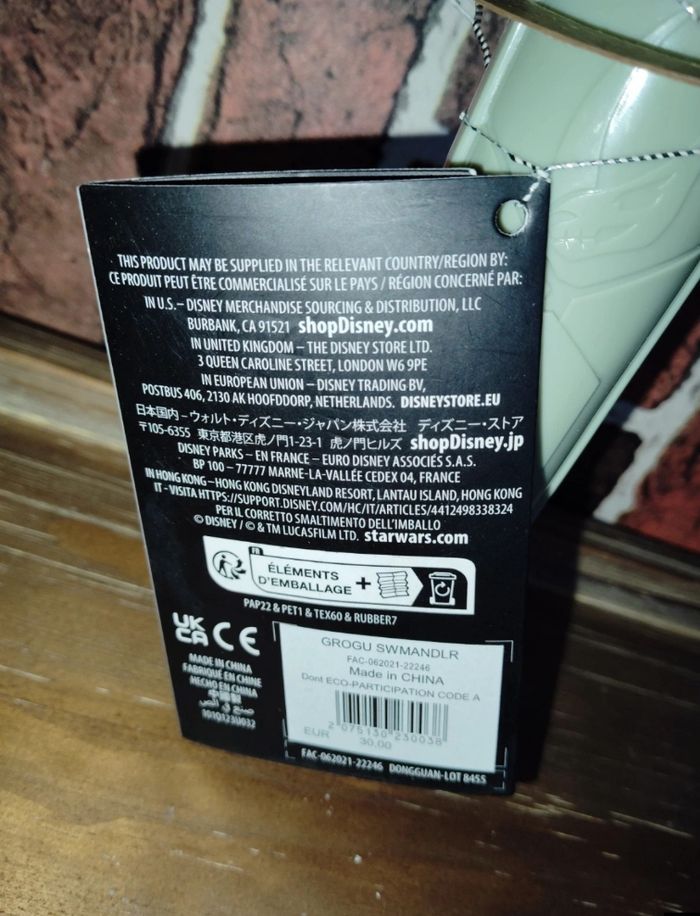 THIS PRODUCT MAY BE SUPPLIED IN THE RELEVANT COUNTRY/REGION BY:
CE PRODUIT PEUT ÊTRE COMMERCIALISÉ SUR LE PAYS / RÉGION CONCERNÉ PAR:
IN U.S.– DISNEY MERCHANDISE SOURCING & DISTRIBUTION, LLC
BURBANK, CA 91521 shopDisney.com
IN UNITED KINGDOM – THE DISNEY STORE LTD.
3 QUEEN CAROLINE STREET, LONDON W6 9PE
IN EUROPEAN UNION – DISNEY TRADING BV,
POSTBUS 406, 2130 AK HOOFDDORP, NETHERLANDS. DISNEYSTORE.EU
日本国内 – ウォルト・ディズニー・ジャパン株式会社 ディズニー・ストア
〒105-6355 東京都港区虎ノ門1-23-1 虎ノ門ヒルズ shopDisney.jp
DISNEY PARKS – EN FRANCE – EURO DISNEY ASSOCIÉS S.A.S.
BP 100 – 77777 MARNE-LA-VALLÉE CEDEX 04, FRANCE
IN HONG KONG – HONG KONG DISNEYLAND RESORT, LANTAU ISLAND, HONG KONG
IT - VISITA HTTPS://SUPPORT.DISNEY.COM/HC/IT/ARTICLES/4412498338324
PER IL CORRETTO SMALTIMENTO DELL'IMBALLO
© DISNEY / © & TM LUCASFILM LTD. starwars.com
FR
ÉLÉMENTS
D'EMBALLAGE +
PAP22 & PET1 & TEX60 & RUBBER7
UK
CA CE
MADE IN CHINA
FABRIQUÉ EN CHINE
HECHO EN CHINA
中國製
صنع في الصين
GROGU SWMANDLR
FAC-062021-22246
Made in CHINA
Dont ECO-PARTICIPATION CODE A
2 075130 230038
EUR 30.00
FAC-062021-22246 DONGGUAN-LOT 8455